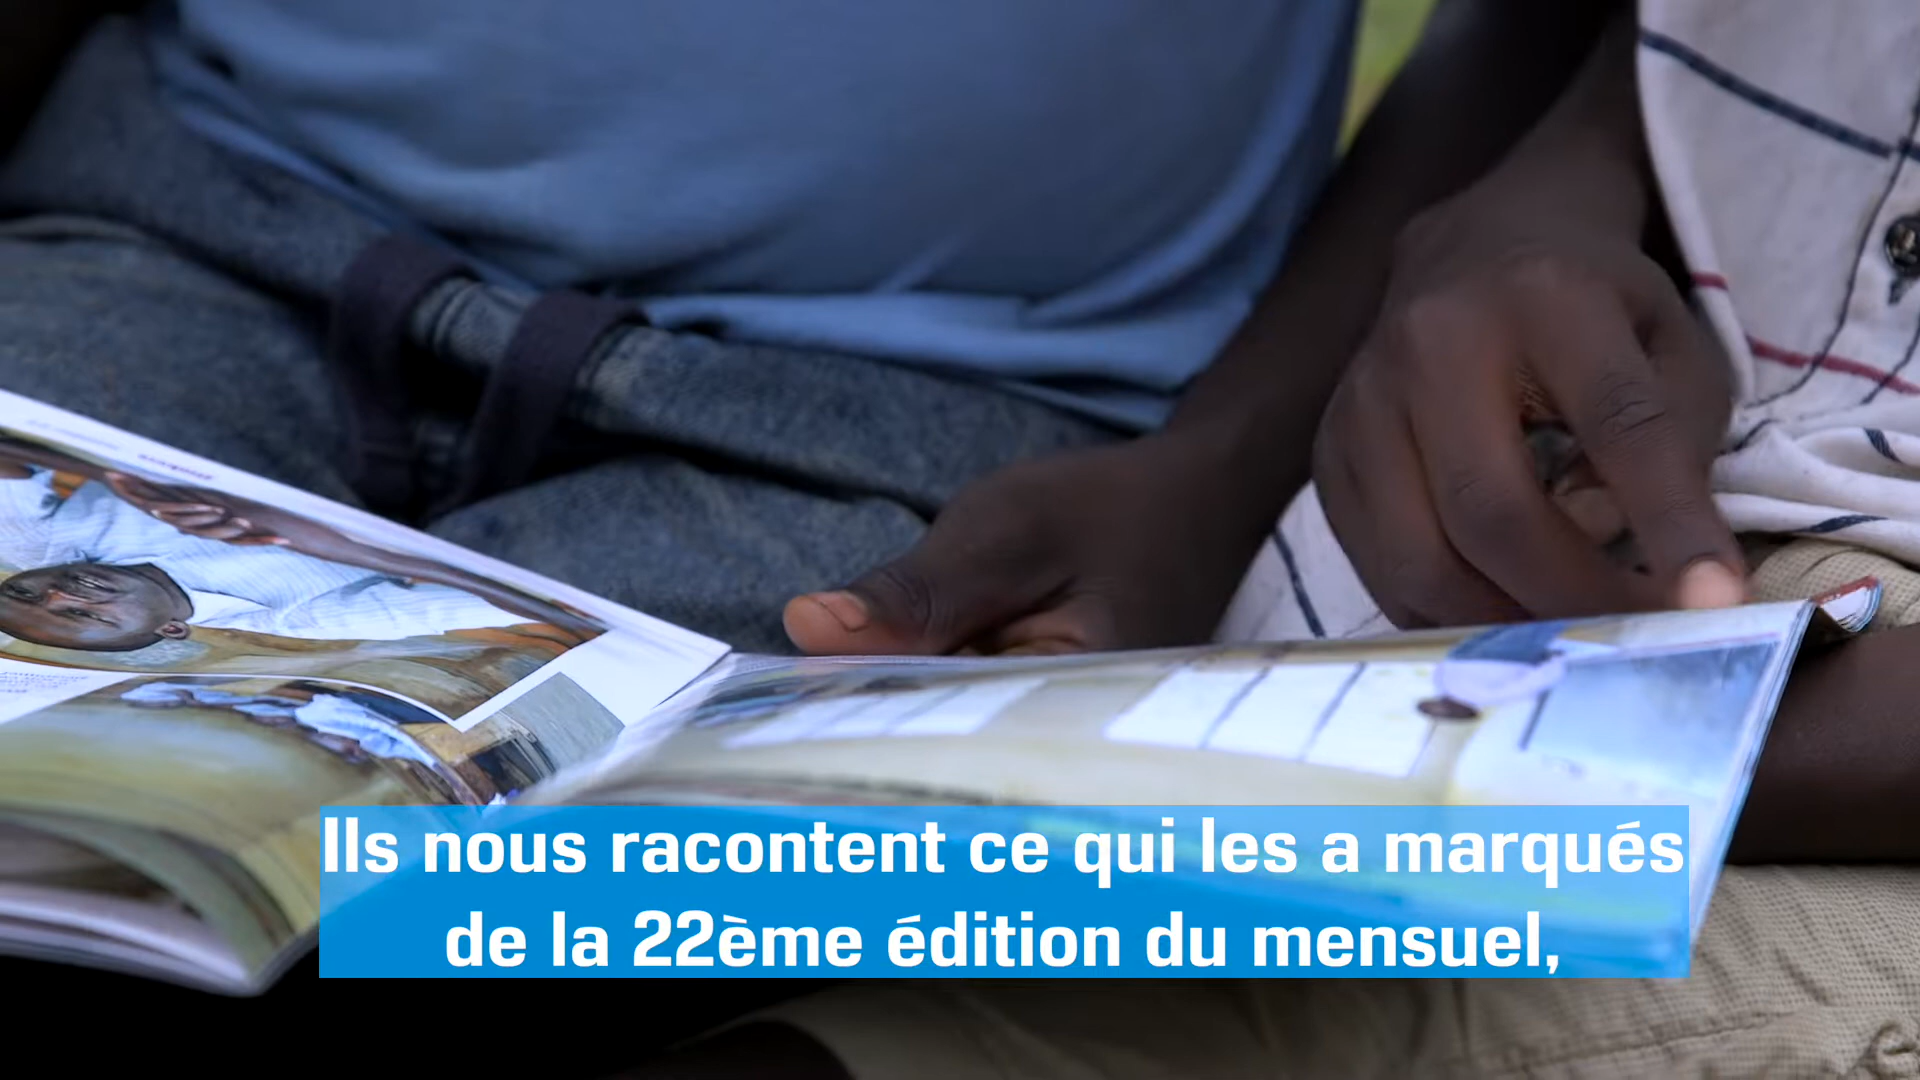 Ils nous racontent ce qui les a marqués
de la 22ème édition du mensuel,